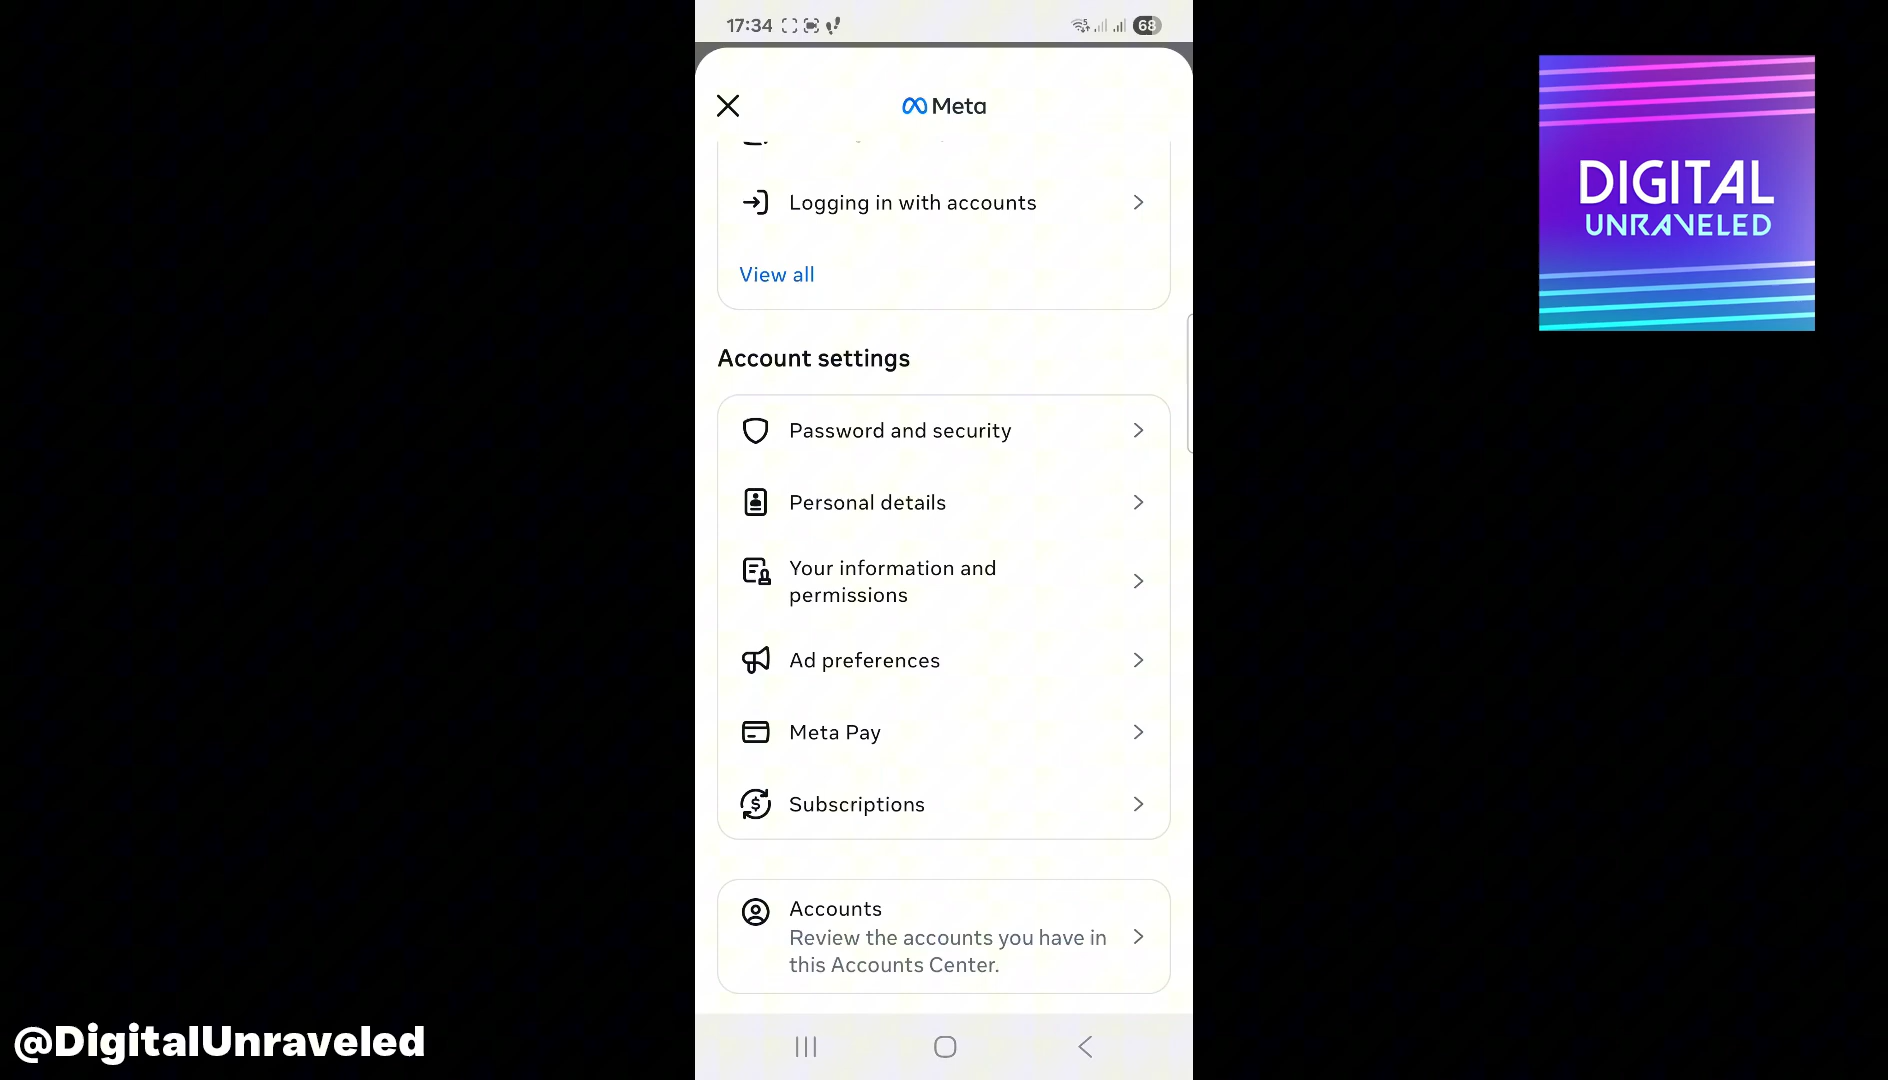 17:34
68
Meta
Logging in with accounts
View all
Account settings
Password and security
Personal details
Your information and
permissions
Ad preferences
Meta Pay
Subscriptions
Accounts
Review the accounts you have in
this Accounts Center.
DIGITAL
UNRAVELED
@DigitalUnraveled